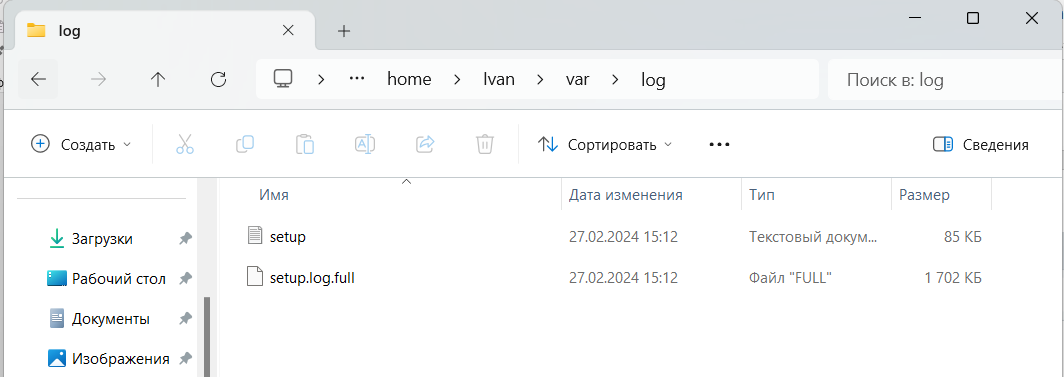 log
home Ivan var log
Поиск в: log
Создать Сортировать Сведения
Имя Дата изменения Тип Размер
Загрузки
setup 27.02.2024 15:12 Текстовый докум... 85 КБ
Рабочий стол
setup.log.full 27.02.2024 15:12 Файл "FULL" 1 702 КБ
Документы
Изображения